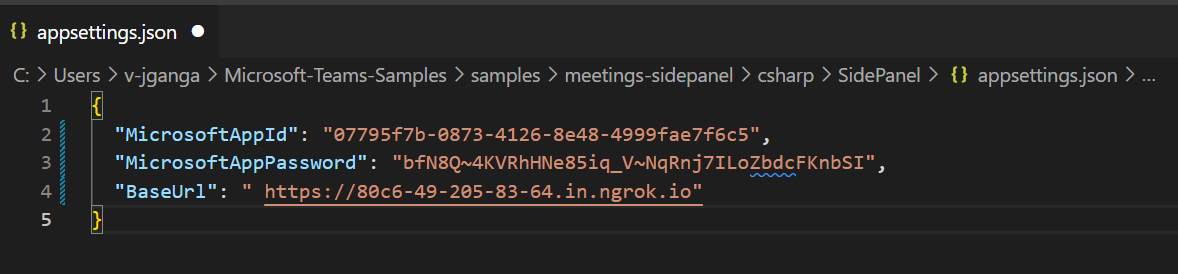 {} appsettings.json ●
C: > Users > v-jganga > Microsoft-Teams-Samples > samples > meetings-sidepanel > csharp > SidePanel > {} appsettings.json > ...
1 {
2 "MicrosoftAppId": "07795f7b-0873-4126-8e48-4999fae7f6c5",
3 "MicrosoftAppPassword": "bfN8Q~4KVRhHNe85iq_V~NqRnj7ILoZbdcFKnbSI",
4 "BaseUrl": " https://80c6-49-205-83-64.in.ngrok.io"
5 }